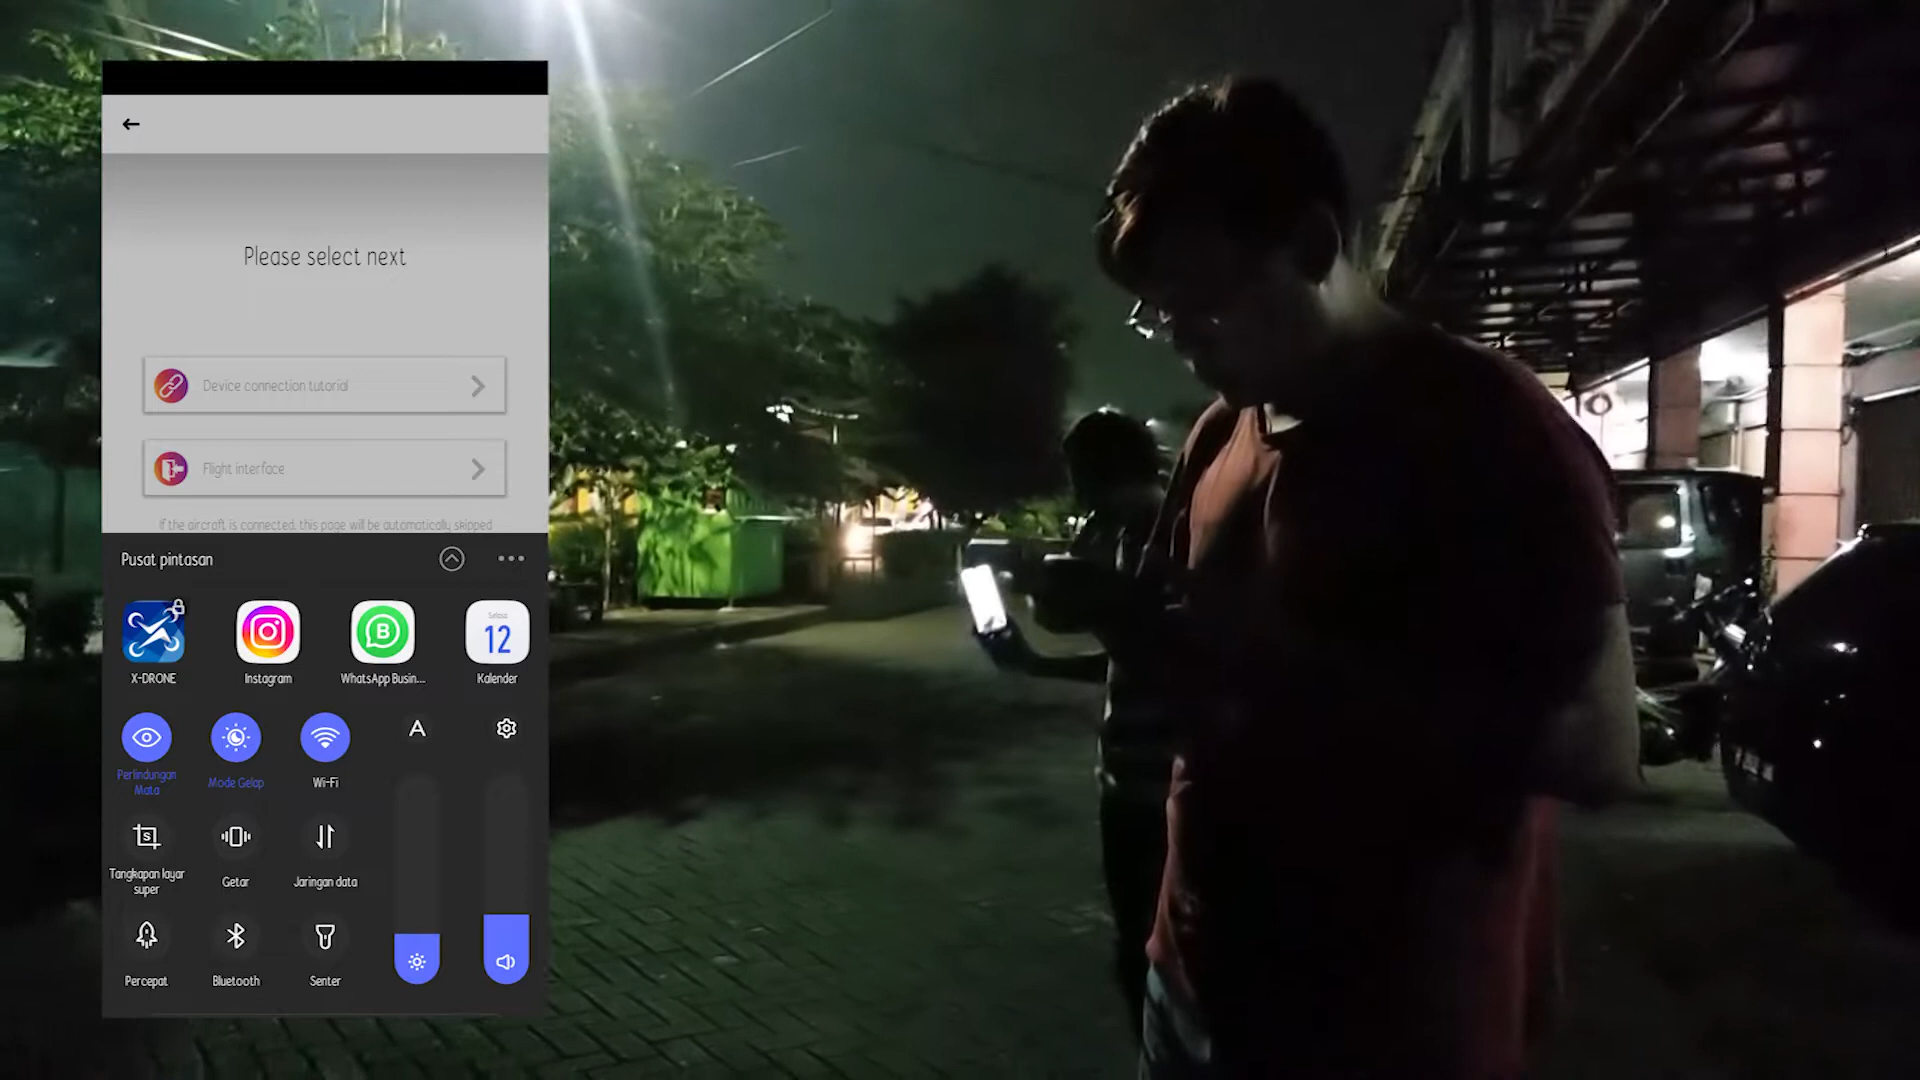 Please select next
Device connection tutorial
Flight interface
If the aircraft is connected, this page will be automatically skipped
Pusat pintasan
X-DRONE
Instagram
WhatsApp Busin...
Selasa
12
Kalender
Perlindungan
Mata
Mode Gelap
Wi-Fi
A
Tangkapan layar
super
Getar
Jaringan data
Percepat
Bluetooth
Senter